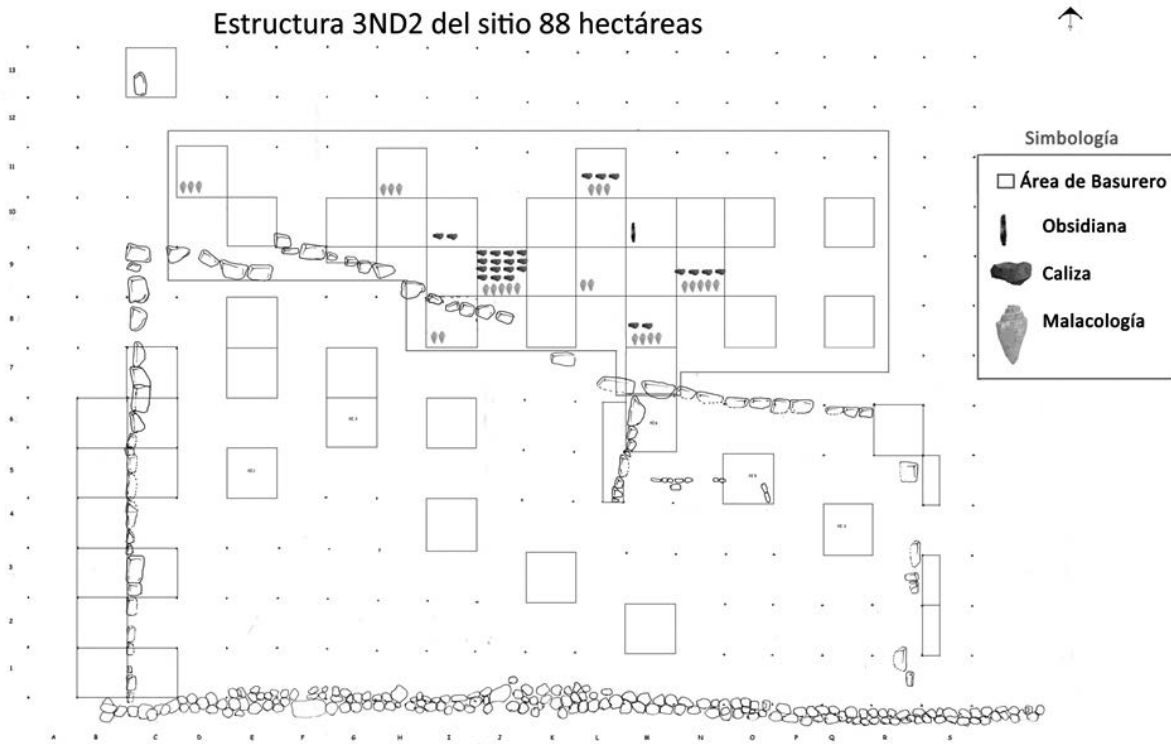 Estructura 3ND2 del sitio 88 hectáreas
Simbología
Área de Basurero
Obsidiana
Caliza
Malacología
13
12
11
10
9
8
7
6
5
4
3
2
1
A B C D E F G H I J K L M N O P Q R S